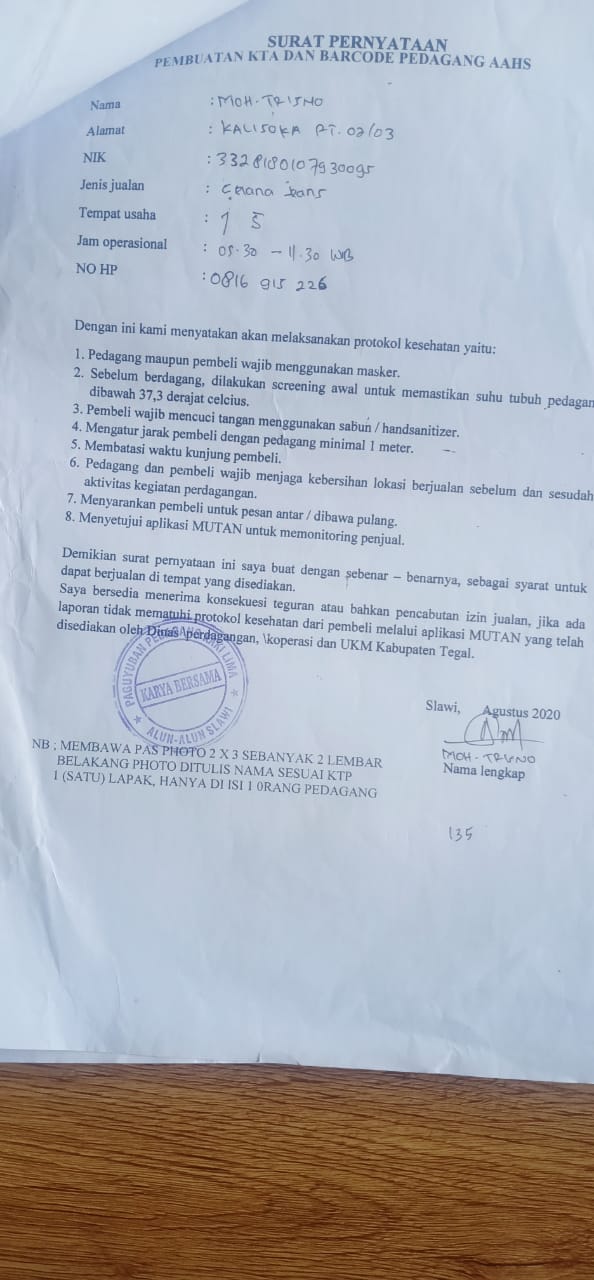 SURAT PERNYATAAN
PEMBUATAN KTA DAN BARCODE PEDAGANG AAHS
Nama : MOH. TRISNO
Alamat : KALISOKA RT. 02/03
NIK :
Jenis jualan : Celana jeans
Tempat usaha : 1 5
Jam operasional : 05.30 - 11.30 WIB
NO HP : 0816 915 226
Dengan ini kami menyatakan akan melaksanakan protokol kesehatan yaitu:
1. Pedagang maupun pembeli wajib menggunakan masker.
2. Sebelum berdagang, dilakukan screening awal untuk memastikan suhu tubuh pedagan
dibawah 37,3 derajat celcius.
3. Pembeli wajib mencuci tangan menggunakan sabun / handsanitizer.
4. Mengatur jarak pembeli dengan pedagang minimal 1 meter.
5. Membatasi waktu kunjung pembeli.
6. Pedagang dan pembeli wajib menjaga kebersihan lokasi berjualan sebelum dan sesudah
aktivitas kegiatan perdagangan.
7. Menyarankan pembeli untuk pesan antar / dibawa pulang.
8. Menyetujui aplikasi MUTAN untuk memonitoring penjual.
Demikian surat pernyataan ini saya buat dengan sebenar – benarnya, sebagai syarat untuk
dapat berjualan di tempat yang disediakan.
Saya bersedia menerima konsekuesi teguran atau bahkan pencabutan izin jualan, jika ada
laporan tidak mematuhi protokol kesehatan dari pembeli melalui aplikasi MUTAN yang telah
disediakan oleh Dinas perdagangan, \koperasi dan UKM Kabupaten Tegal.
PAGUYUBAN PEDAGANG KAKI LIMA
KARYA BERSAMA
ALUN-ALUN SLAWI
Slawi, Agustus 2020
MOH. TRISNO
Nama lengkap
NB : MEMBAWA PAS PHOTO 2 X 3 SEBANYAK 2 LEMBAR
BELAKANG PHOTO DITULIS NAMA SESUAI KTP
1 (SATU) LAPAK, HANYA DI ISI 1 0RANG PEDAGANG
135